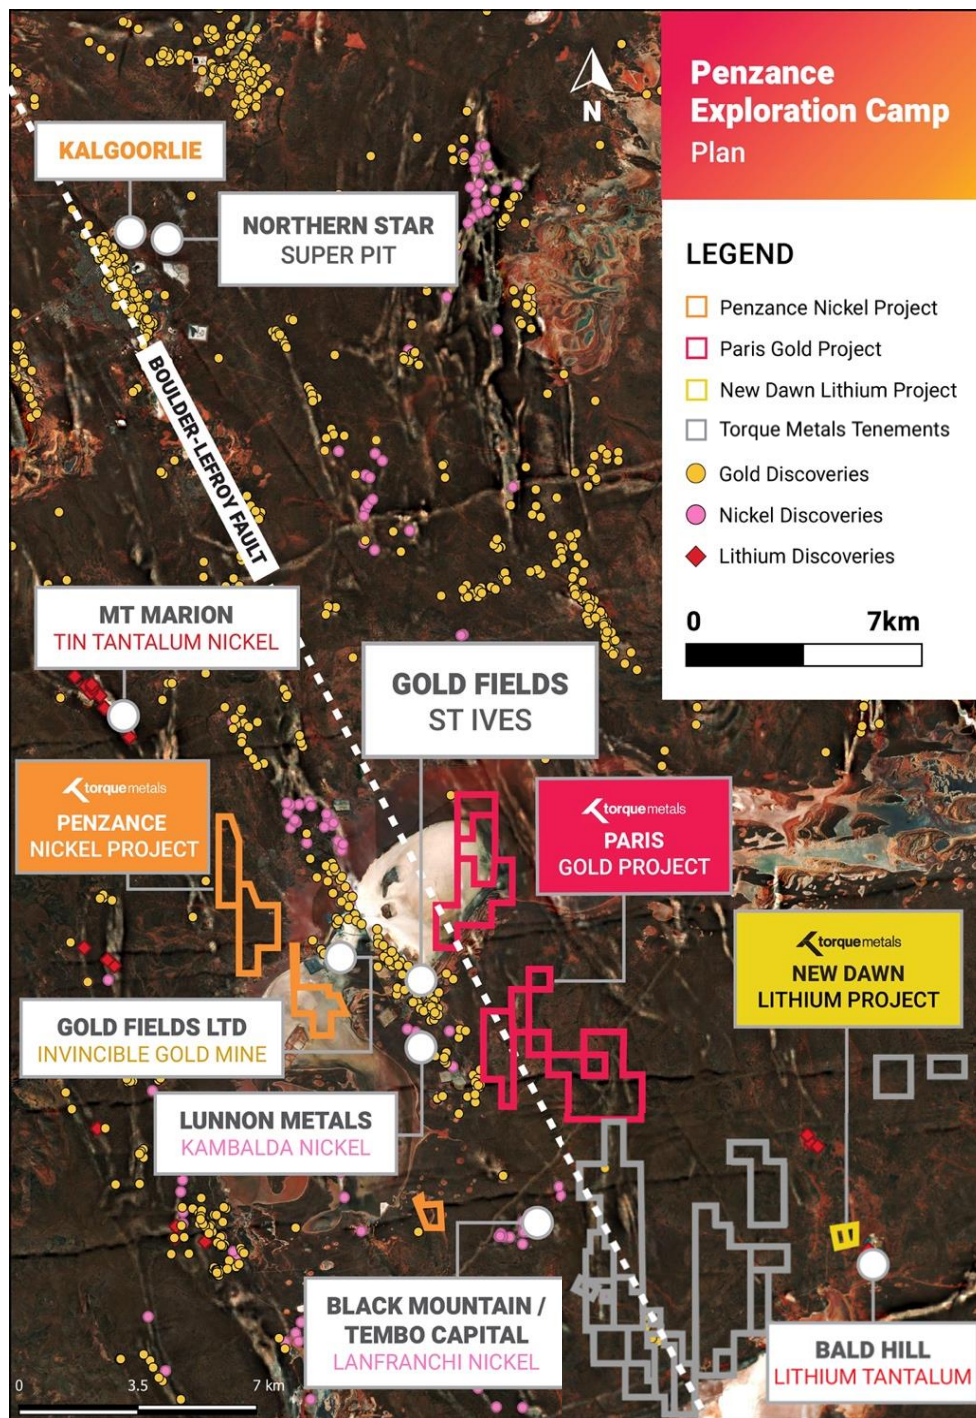 Penzance
Exploration Camp
Plan
N
KALGOORLIE
NORTHERN STAR
SUPER PIT
LEGEND
Penzance Nickel Project
Paris Gold Project
New Dawn Lithium Project
Torque Metals Tenements
Gold Discoveries
Nickel Discoveries
Lithium Discoveries
0 7km
BOULDER-LEFROY FAULT
MT MARION
TIN TANTALUM NICKEL
GOLD FIELDS
ST IVES
torquemetals
PENZANCE
NICKEL PROJECT
torquemetals
PARIS
GOLD PROJECT
torquemetals
NEW DAWN
LITHIUM PROJECT
GOLD FIELDS LTD
INVINCIBLE GOLD MINE
LUNNON METALS
KAMBALDA NICKEL
BLACK MOUNTAIN /
TEMBO CAPITAL
LANFRANCHI NICKEL
BALD HILL
LITHIUM TANTALUM
0 3.5 7 km